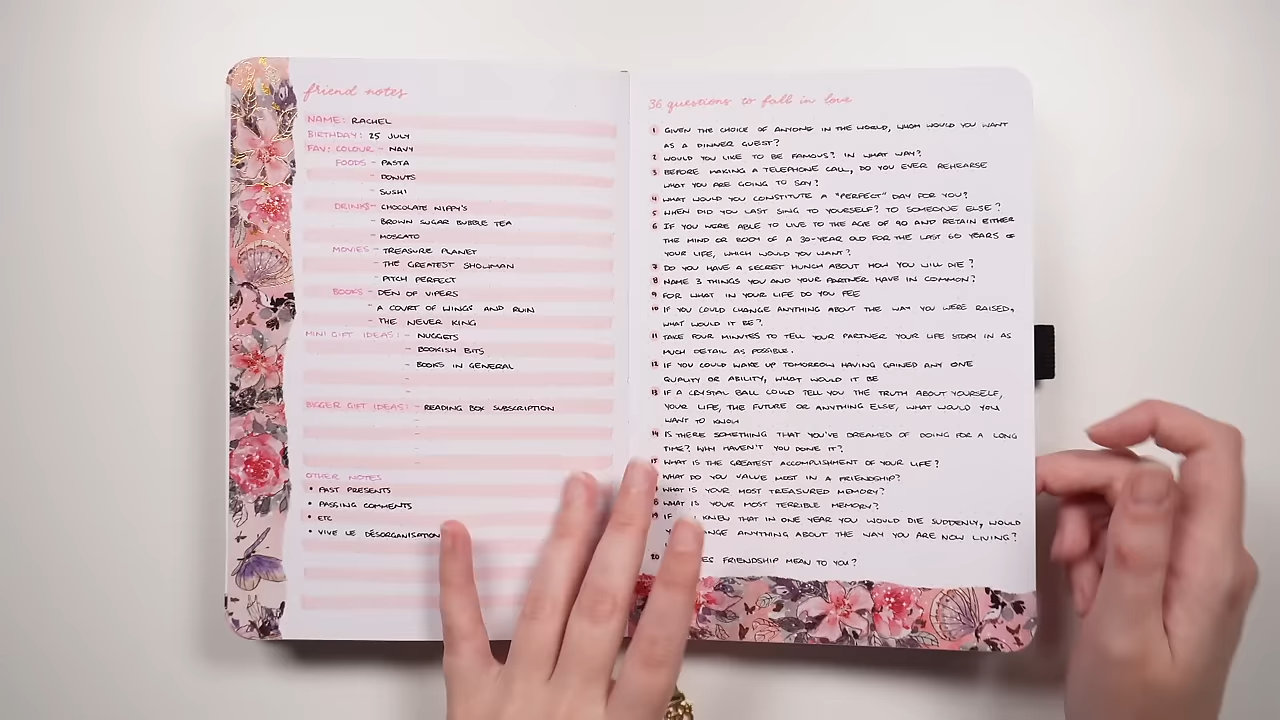 friend notes
NAME: RACHEL
BIRTHDAY: 25 JULY
FAV: COLOUR - NAVY
FOODS - PASTA
- DONUTS
- SUSHI
DRINKS - CHOCOLATE NIPPY'S
- BROWN SUGAR BUBBLE TEA
- MOSCATO
MOVIES - TREASURE PLANET
- THE GREATEST SHOWMAN
- PITCH PERFECT
BOOKS - DEN OF VIPERS
- A COURT OF WINGS AND RUIN
- THE NEVER KING
MINI GIFT IDEAS: - NUGGETS
- BOOKISH BITS
- BOOKS IN GENERAL
-
-
BIGGER GIFT IDEAS: - READING BOX SUBSCRIPTION
-
-
-
OTHER NOTES
• PAST PRESENTS
• PASSING COMMENTS
• ETC
• VIVE LE DÉSORGANISATION
36 questions to fall in love
1 GIVEN THE CHOICE OF ANYONE IN THE WORLD, WHOM WOULD YOU WANT
AS A DINNER GUEST?
2 WOULD YOU LIKE TO BE FAMOUS? IN WHAT WAY?
3 BEFORE MAKING A TELEPHONE CALL, DO YOU EVER REHEARSE
WHAT YOU ARE GOING TO SAY?
4 WHAT WOULD YOU CONSTITUTE A "PERFECT" DAY FOR YOU?
5 WHEN DID YOU LAST SING TO YOURSELF? TO SOMEONE ELSE?
6 IF YOU WERE ABLE TO LIVE TO THE AGE OF 90 AND RETAIN EITHER
THE MIND OR BODY OF A 30-YEAR OLD FOR THE LAST 60 YEARS OF
YOUR LIFE, WHICH WOULD YOU WANT?
7 DO YOU HAVE A SECRET HUNCH ABOUT HOW YOU WILL DIE?
8 NAME 3 THINGS YOU AND YOUR PARTNER HAVE IN COMMON?
9 FOR WHAT IN YOUR LIFE DO YOU FEE
10 IF YOU COULD CHANGE ANYTHING ABOUT THE WAY YOU WERE RAISED,
WHAT WOULD IT BE?
11 TAKE FOUR MINUTES TO TELL YOUR PARTNER YOUR LIFE STORY IN AS
MUCH DETAIL AS POSSIBLE.
12 IF YOU COULD WAKE UP TOMORROW HAVING GAINED ANY ONE
QUALITY OR ABILITY, WHAT WOULD IT BE
13 IF A CRYSTAL BALL COULD TELL YOU THE TRUTH ABOUT YOURSELF,
YOUR LIFE, THE FUTURE OR ANYTHING ELSE, WHAT WOULD YOU
WANT TO KNOW
14 IS THERE SOMETHING THAT YOU'VE DREAMED OF DOING FOR A LONG
TIME? WHY HAVEN'T YOU DONE IT?
15 WHAT IS THE GREATEST ACCOMPLISHMENT OF YOUR LIFE?
WHAT DO YOU VALUE MOST IN A FRIENDSHIP?
WHAT IS YOUR MOST TREASURED MEMORY?
WHAT IS YOUR MOST TERRIBLE MEMORY?
19 IF KNEW THAT IN ONE YEAR YOU WOULD DIE SUDDENLY, WOULD
ANYTHING ABOUT THE WAY YOU ARE NOW LIVING?
20 FRIENDSHIP MEAN TO YOU?